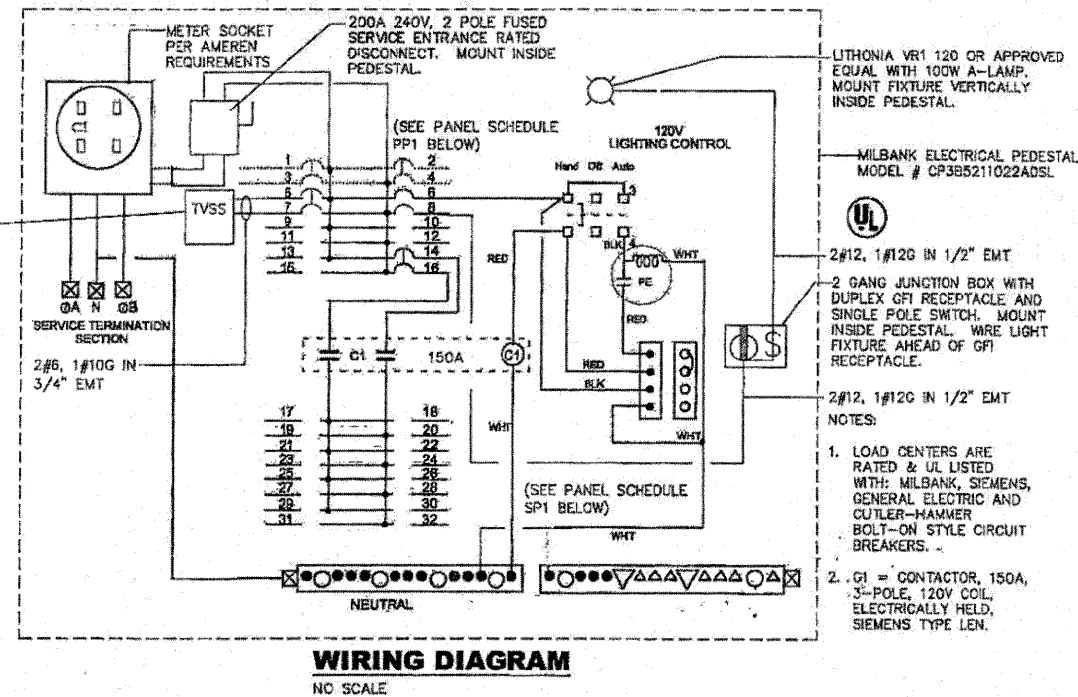 METER SOCKET
PER AMEREN
REQUIREMENTS
200A 240V, 2 POLE FUSED
SERVICE ENTRANCE RATED
DISCONNECT. MOUNT INSIDE
PEDESTAL.
LITHONIA VR1 120 OR APPROVED
EQUAL WITH 100W A-LAMP.
MOUNT FIXTURE VERTICALLY
INSIDE PEDESTAL.
(SEE PANEL SCHEDULE
PP1 BELOW)
120V
LIGHTING CONTROL
Hand Off Auto
MILBANK ELECTRICAL PEDESTAL
MODEL # CP3B5211022A0SL
UL
1 2
3 4
5 6
7 8
9 10
11 12
13 14
15 16
3
4
TVSS
RED
BLK
WHT
PE
RED
2#12, 1#12G IN 1/2" EMT
2 GANG JUNCTION BOX WITH
DUPLEX GFI RECEPTACLE AND
SINGLE POLE SWITCH. MOUNT
INSIDE PEDESTAL. WIRE LIGHT
FIXTURE AHEAD OF GFI
RECEPTACLE.
S
ØA N ØB
SERVICE TERMINATION
SECTION
2#6, 1#10G IN
3/4" EMT
C1 150A C1
RED
BLK
WHT
WHT
2#12, 1#12G IN 1/2" EMT
NOTES:
1. LOAD CENTERS ARE
RATED & UL LISTED
WITH: MILBANK, SIEMENS,
GENERAL ELECTRIC AND
CUTLER-HAMMER
BOLT-ON STYLE CIRCUIT
BREAKERS.
17 18
19 20
21 22
23 24
25 26
27 28
29 30
31 32
(SEE PANEL SCHEDULE
SP1 BELOW)
WHT
NEUTRAL
2. C1 = CONTACTOR, 150A,
3-POLE, 120V COIL,
ELECTRICALLY HELD,
SIEMENS TYPE LEN.
WIRING DIAGRAM
NO SCALE